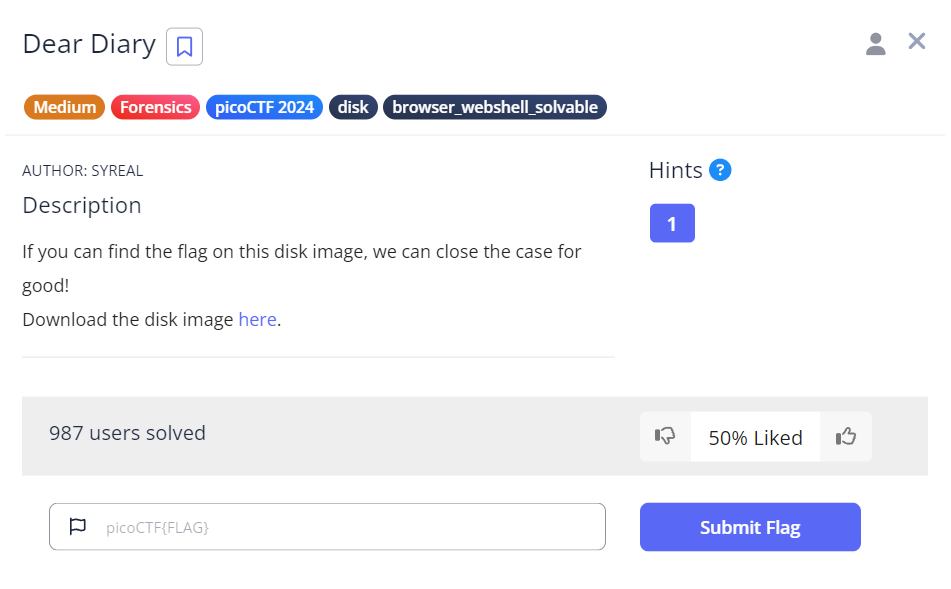 Dear Diary
Medium Forensics picoCTF 2024 disk browser_webshell_solvable
AUTHOR: SYREAL
Description
If you can find the flag on this disk image, we can close the case for
good!
Download the disk image here.
Hints ?
1
987 users solved
50% Liked
picoCTF{FLAG}
Submit Flag